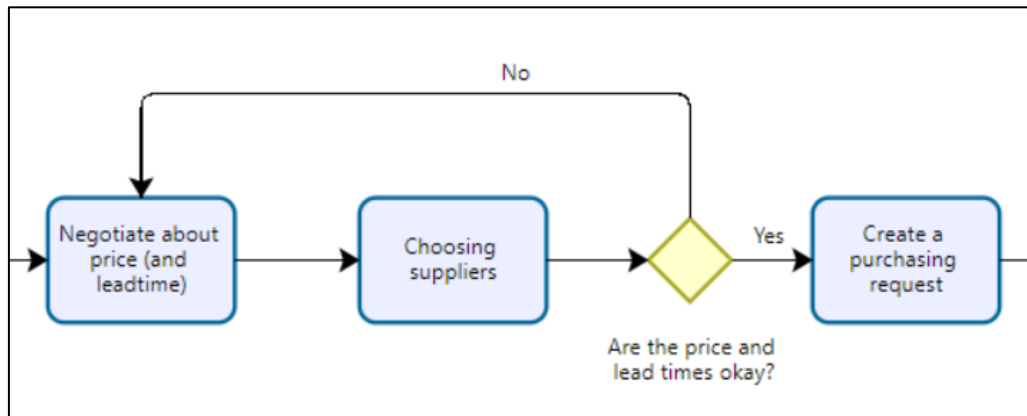 No
Negotiate about
price (and
leadtime)
Choosing
suppliers
Yes
Create a
purchasing
request
Are the price and
lead times okay?